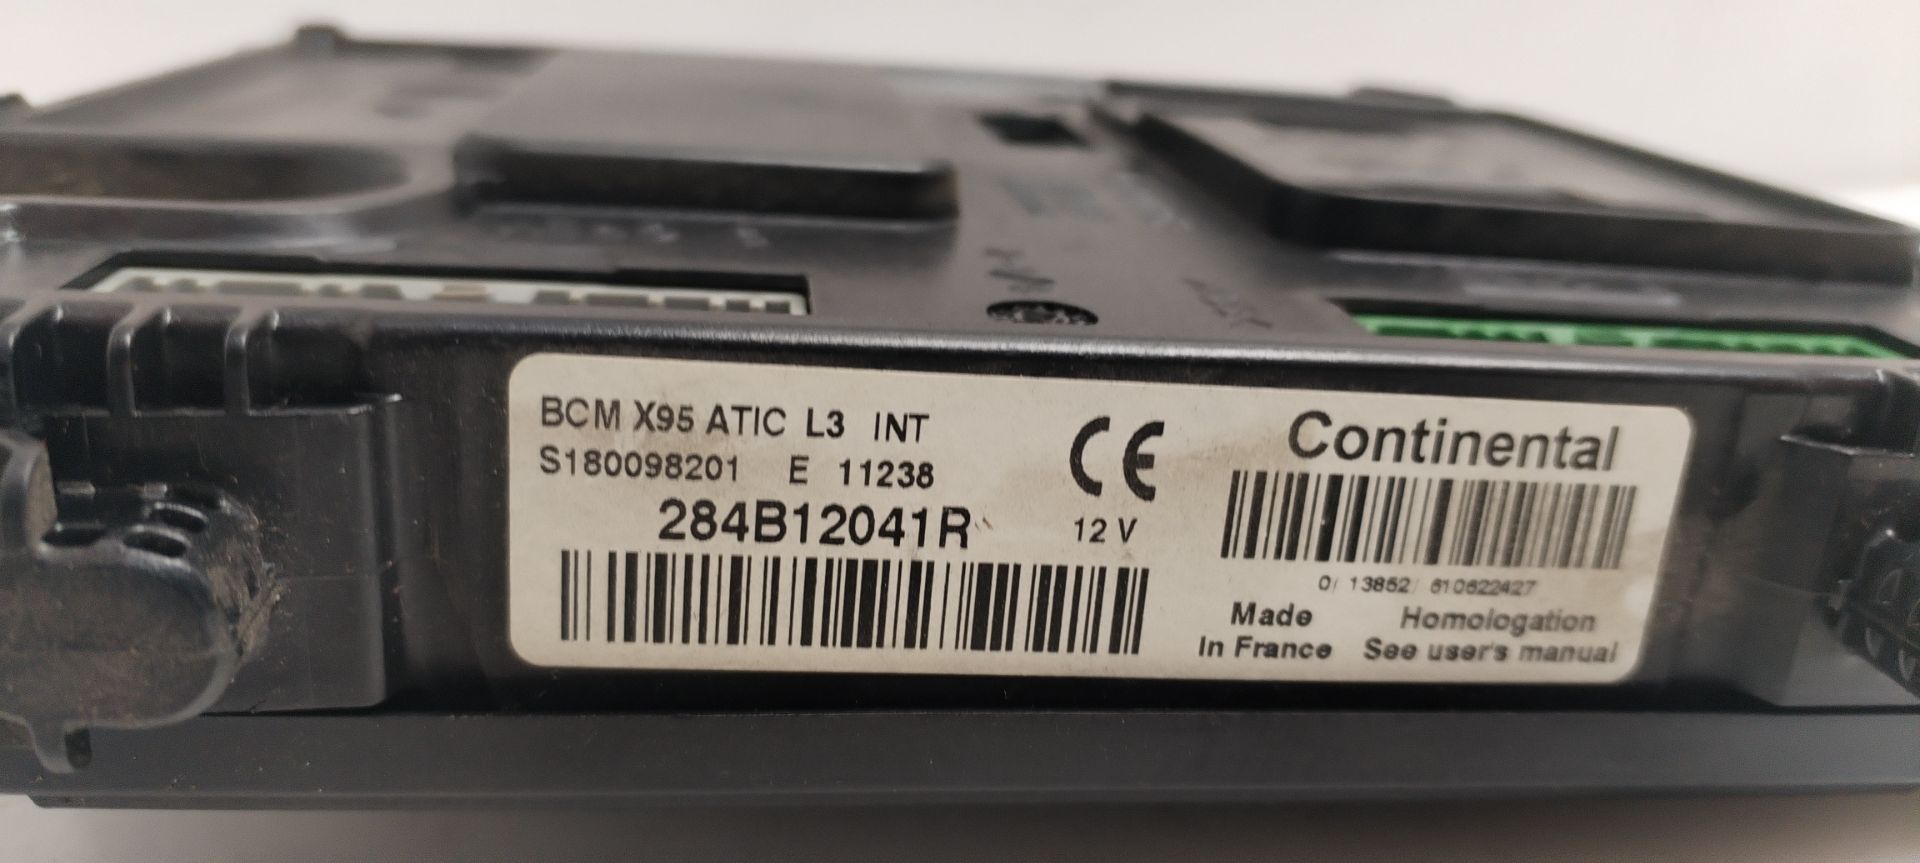 BCM X95 ATIC L3 INT
S180098201 E 11238
284B12041R
CE
12 V
Continental
0/ 13852/ 610622427
Made
In France
Homologation
See user's manual